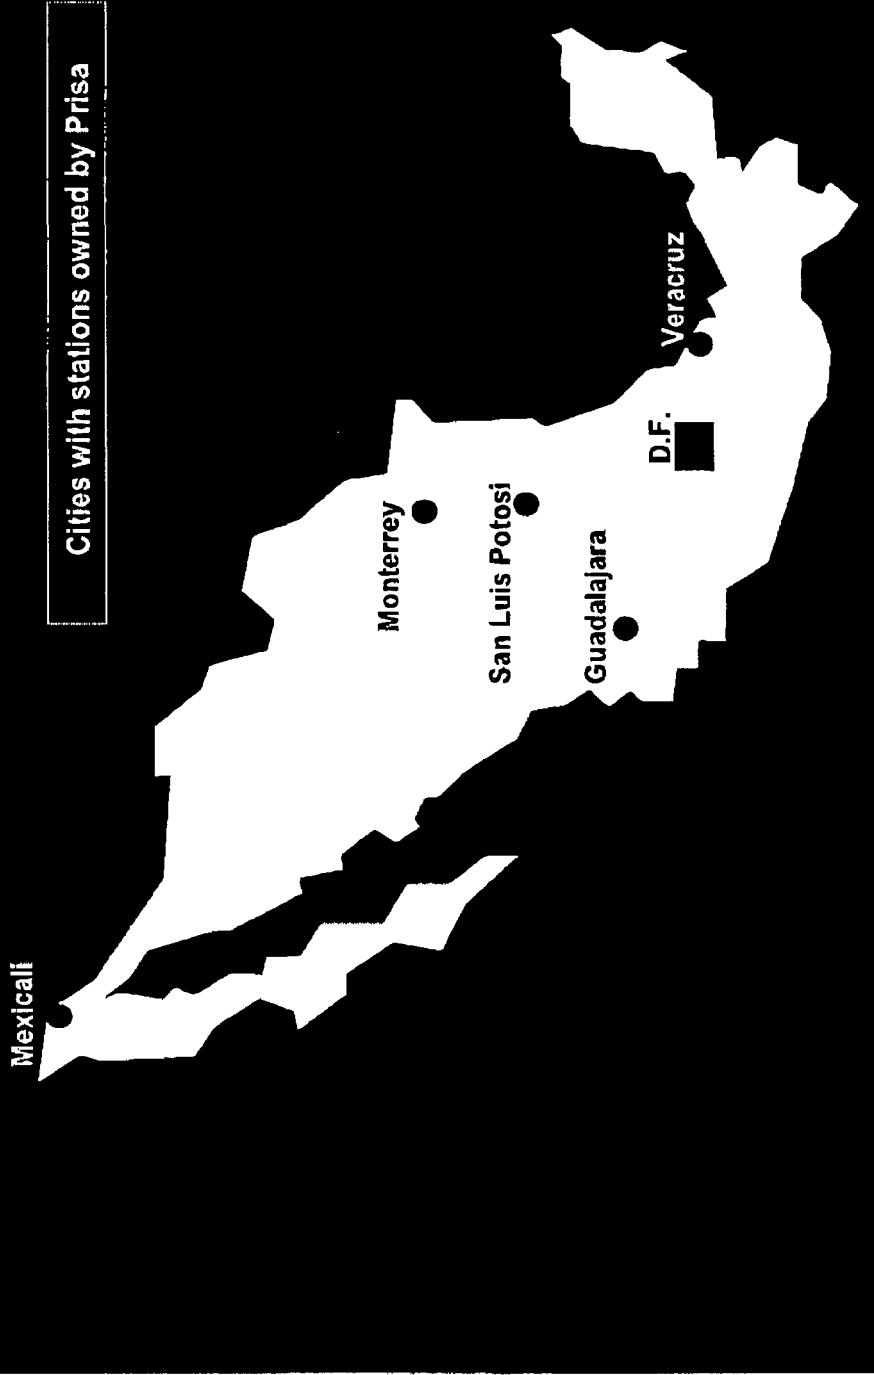 Cities with stations owned by Prisa
Mexicali
Monterrey
San Luis Potosi
Guadalajara
D.F.
Veracruz